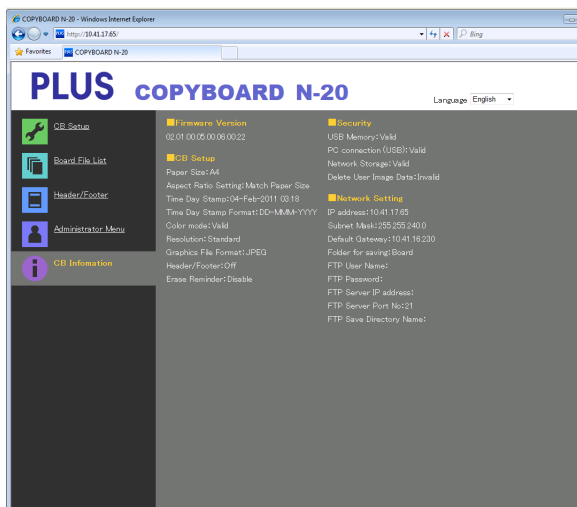 COPYBOARD N-20 - Windows Internet Explorer
http://10.41.17.65/
Bing
Favorites
COPYBOARD N-20
PLUS COPYBOARD N-20
Language English
CB Setup
Board File List
Header/Footer
Administrator Menu
CB Infomation
Firmware Version
02.01.00.05.00.06.00.22
CB Setup
Paper Size:A4
Aspect Ratio Setting:Match Paper Size
Time Day Stamp:04-Feb-2011 03:18
Time Day Stamp Format:DD-MMM-YYYY
Color mode:Valid
Resolution:Standard
Graphics File Format:JPEG
Header/Footer:Off
Erase Reminder:Disable
Security
USB Memory:Valid
PC connection (USB):Valid
Network Storage:Valid
Delete User Image Data:Invalid
Network Setting
IP address:10.41.17.65
Subnet Mask:255.255.240.0
Default Gateway:10.41.16.230
Folder for saving:Board
FTP User Name:
FTP Password:
FTP Server IP address:
FTP Server Port No:21
FTP Save Directory Name: